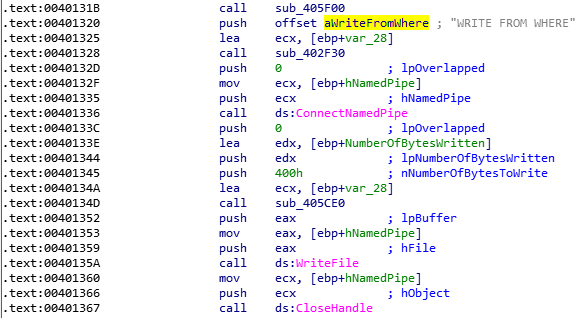 .text:0040131B call sub_405F00
.text:00401320 push offset aWriteFromWhere ; "WRITE FROM WHERE"
.text:00401325 lea ecx, [ebp+var_28]
.text:00401328 call sub_402F30
.text:0040132D push 0 ; lpOverlapped
.text:0040132F mov ecx, [ebp+hNamedPipe]
.text:00401335 push ecx ; hNamedPipe
.text:00401336 call ds:ConnectNamedPipe
.text:0040133C push 0 ; lpOverlapped
.text:0040133E lea edx, [ebp+NumberOfBytesWritten]
.text:00401344 push edx ; lpNumberOfBytesWritten
.text:00401345 push 400h ; nNumberOfBytesToWrite
.text:0040134A lea ecx, [ebp+var_28]
.text:0040134D call sub_405CE0
.text:00401352 push eax ; lpBuffer
.text:00401353 mov eax, [ebp+hNamedPipe]
.text:00401359 push eax ; hFile
.text:0040135A call ds:WriteFile
.text:00401360 mov ecx, [ebp+hNamedPipe]
.text:00401366 push ecx ; hObject
.text:00401367 call ds:CloseHandle